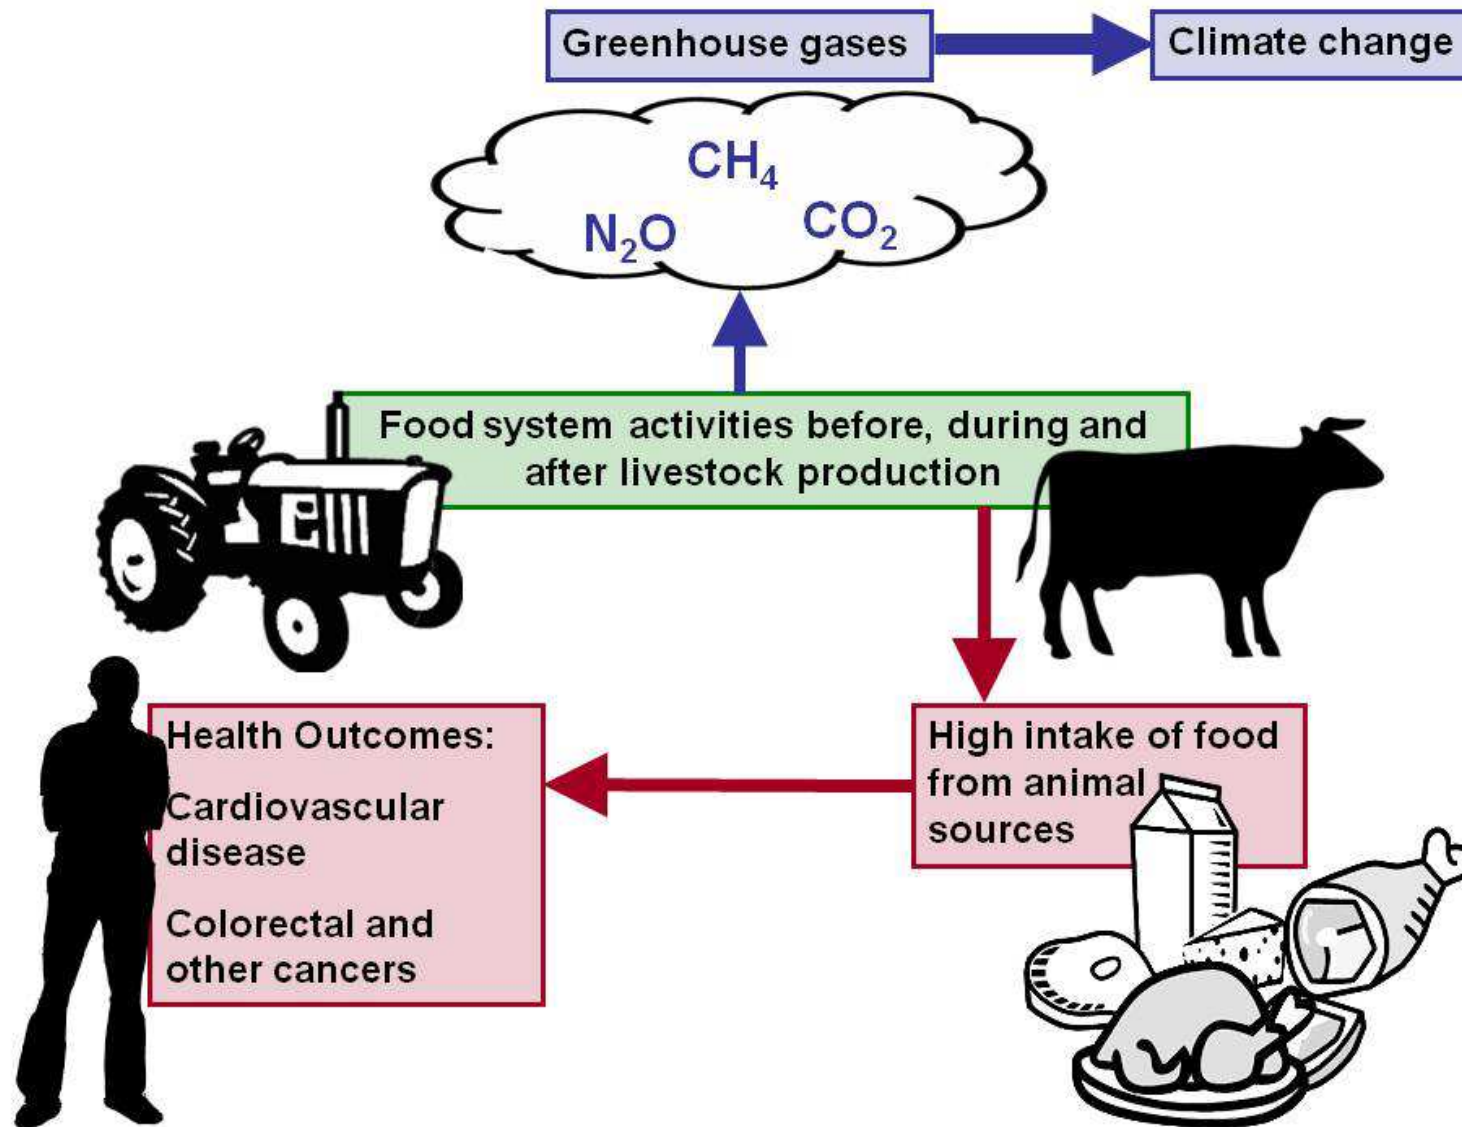 Greenhouse gases
Climate change
CH₄
N₂O
CO₂
Food system activities before, during and
after livestock production
Health Outcomes:
Cardiovascular
disease
Colorectal and
other cancers
High intake of food
from animal
sources